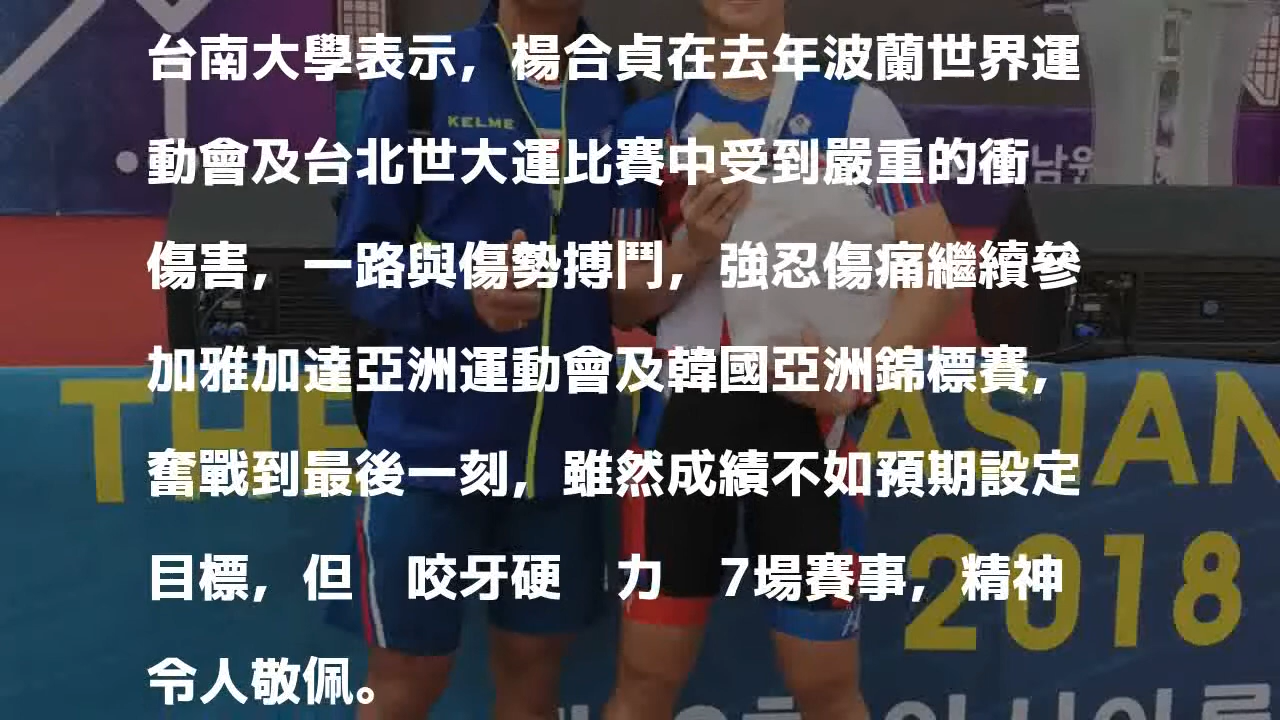 台南大學表示，楊合貞在去年波蘭世界運
動會及台北世大運比賽中受到嚴重的衝
傷害，一路與傷勢搏鬥，強忍傷痛繼續參
加雅加達亞洲運動會及韓國亞洲錦標賽，
奮戰到最後一刻，雖然成績不如預期設定
目標，但　咬牙硬　力　7場賽事，精神
令人敬佩。
KELME
남원
THE
ASIAN
2018